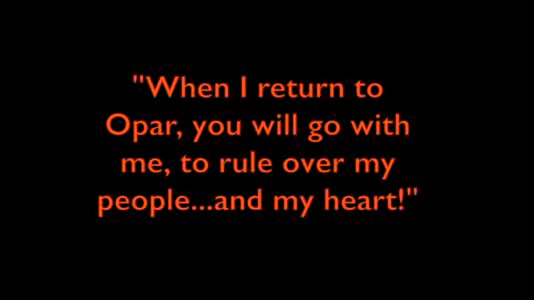 "When I return to
Opar, you will go with
me, to rule over my
people...and my heart!"